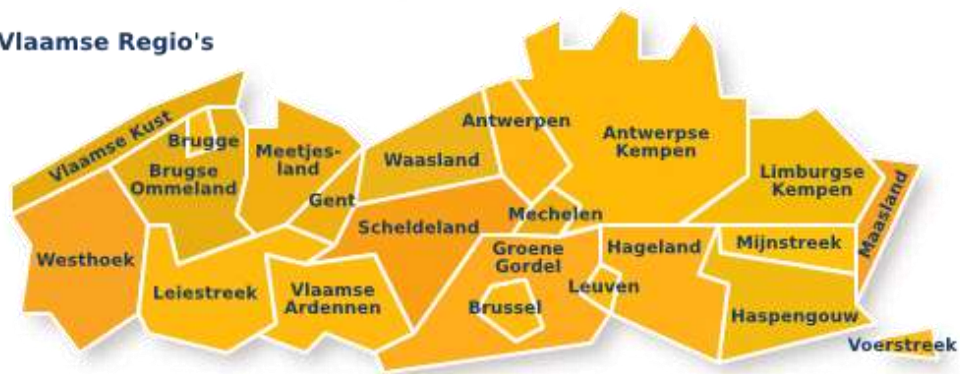 Vlaamse Regio's
Vlaamse Kust
Brugge
Brugse
Ommeland
Meetjes-
land
Gent
Waasland
Antwerpen
Antwerpse
Kempen
Limburgse
Kempen
Maasland
Westhoek
Leiestreek
Vlaamse
Ardennen
Scheldeland
Mechelen
Groene
Gordel
Brussel
Leuven
Hageland
Mijnstreek
Haspengouw
Voerstreek